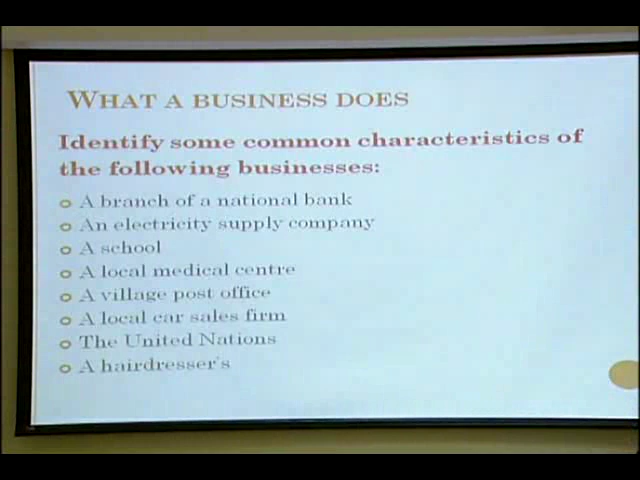 WHAT A BUSINESS DOES
Identify some common characteristics of
the following businesses:
A branch of a national bank
An electricity supply company
A school
A local medical centre
A village post office
A local car sales firm
The United Nations
A hairdresser's